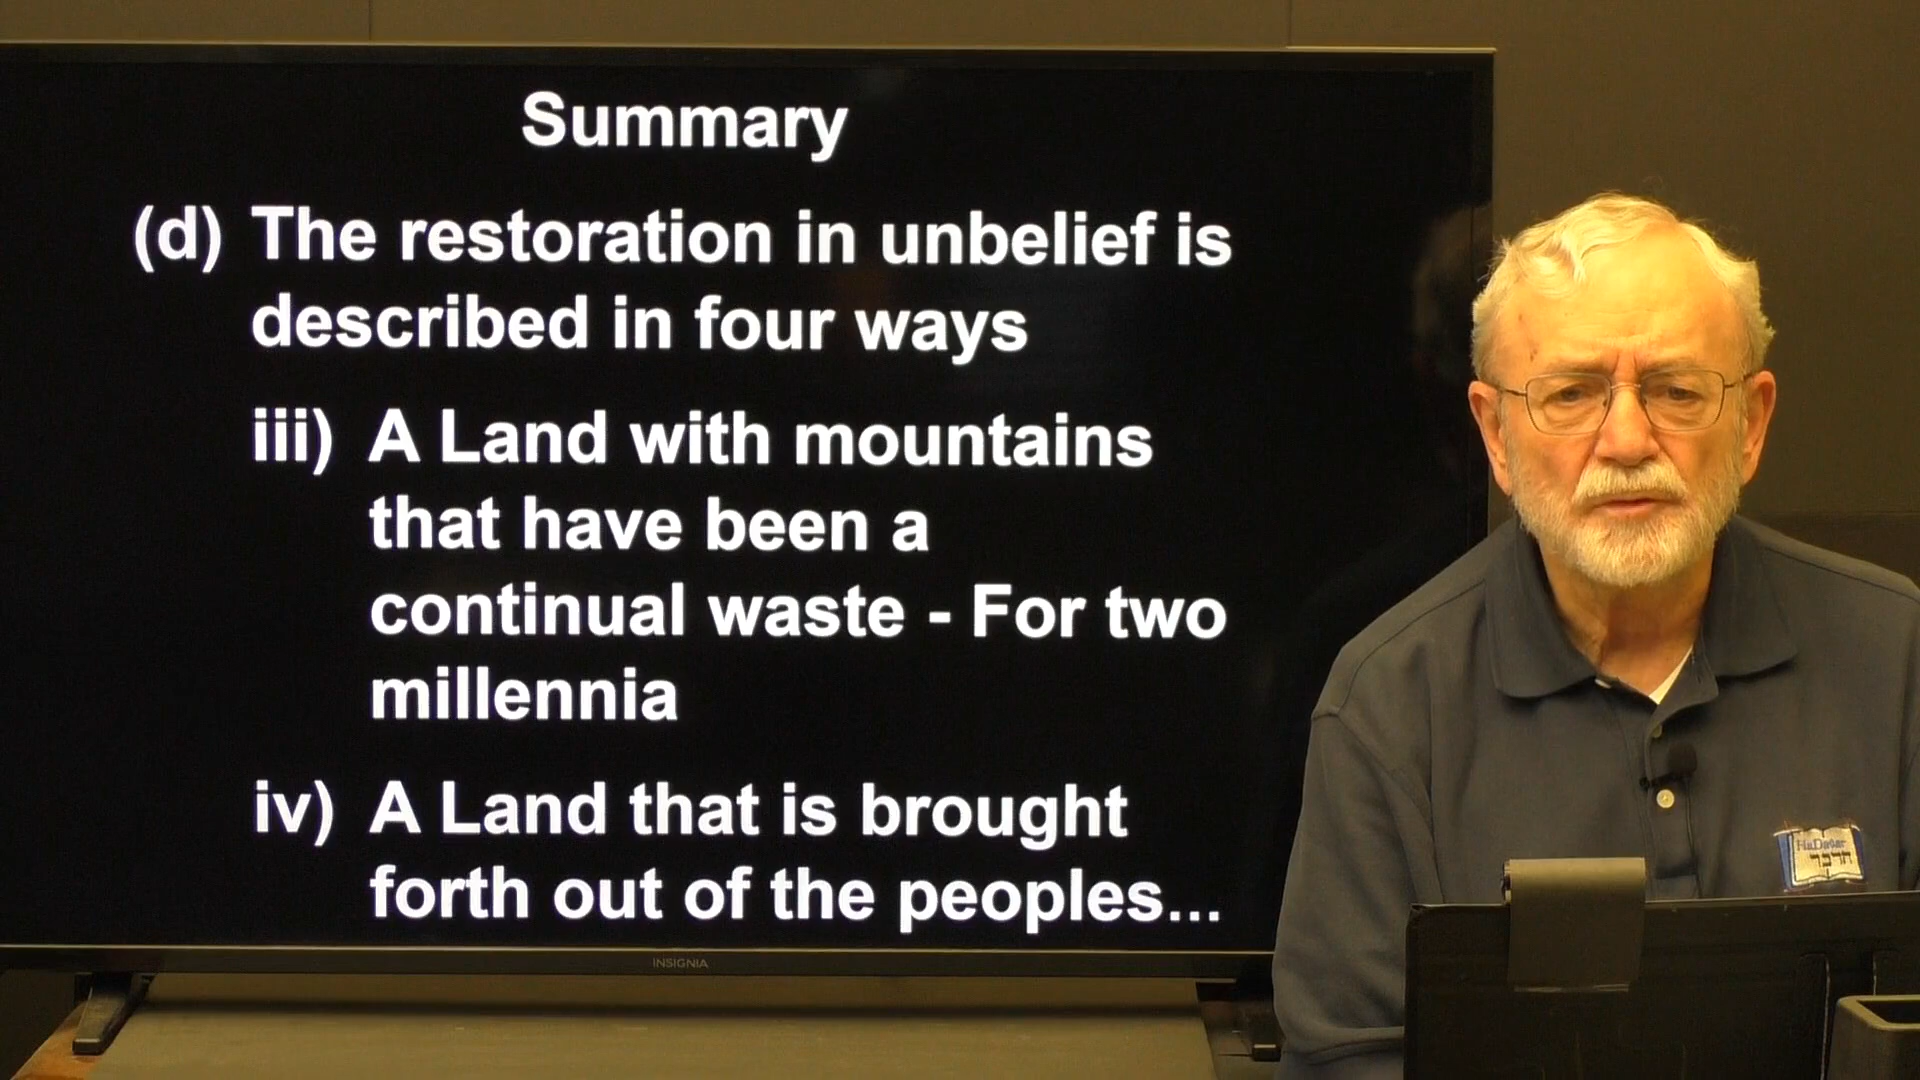 Summary
(d) The restoration in unbelief is
described in four ways
iii) A Land with mountains
that have been a
continual waste - For two
millennia
iv) A Land that is brought
forth out of the peoples...
INSIGNIA
HaDavar
הדבר